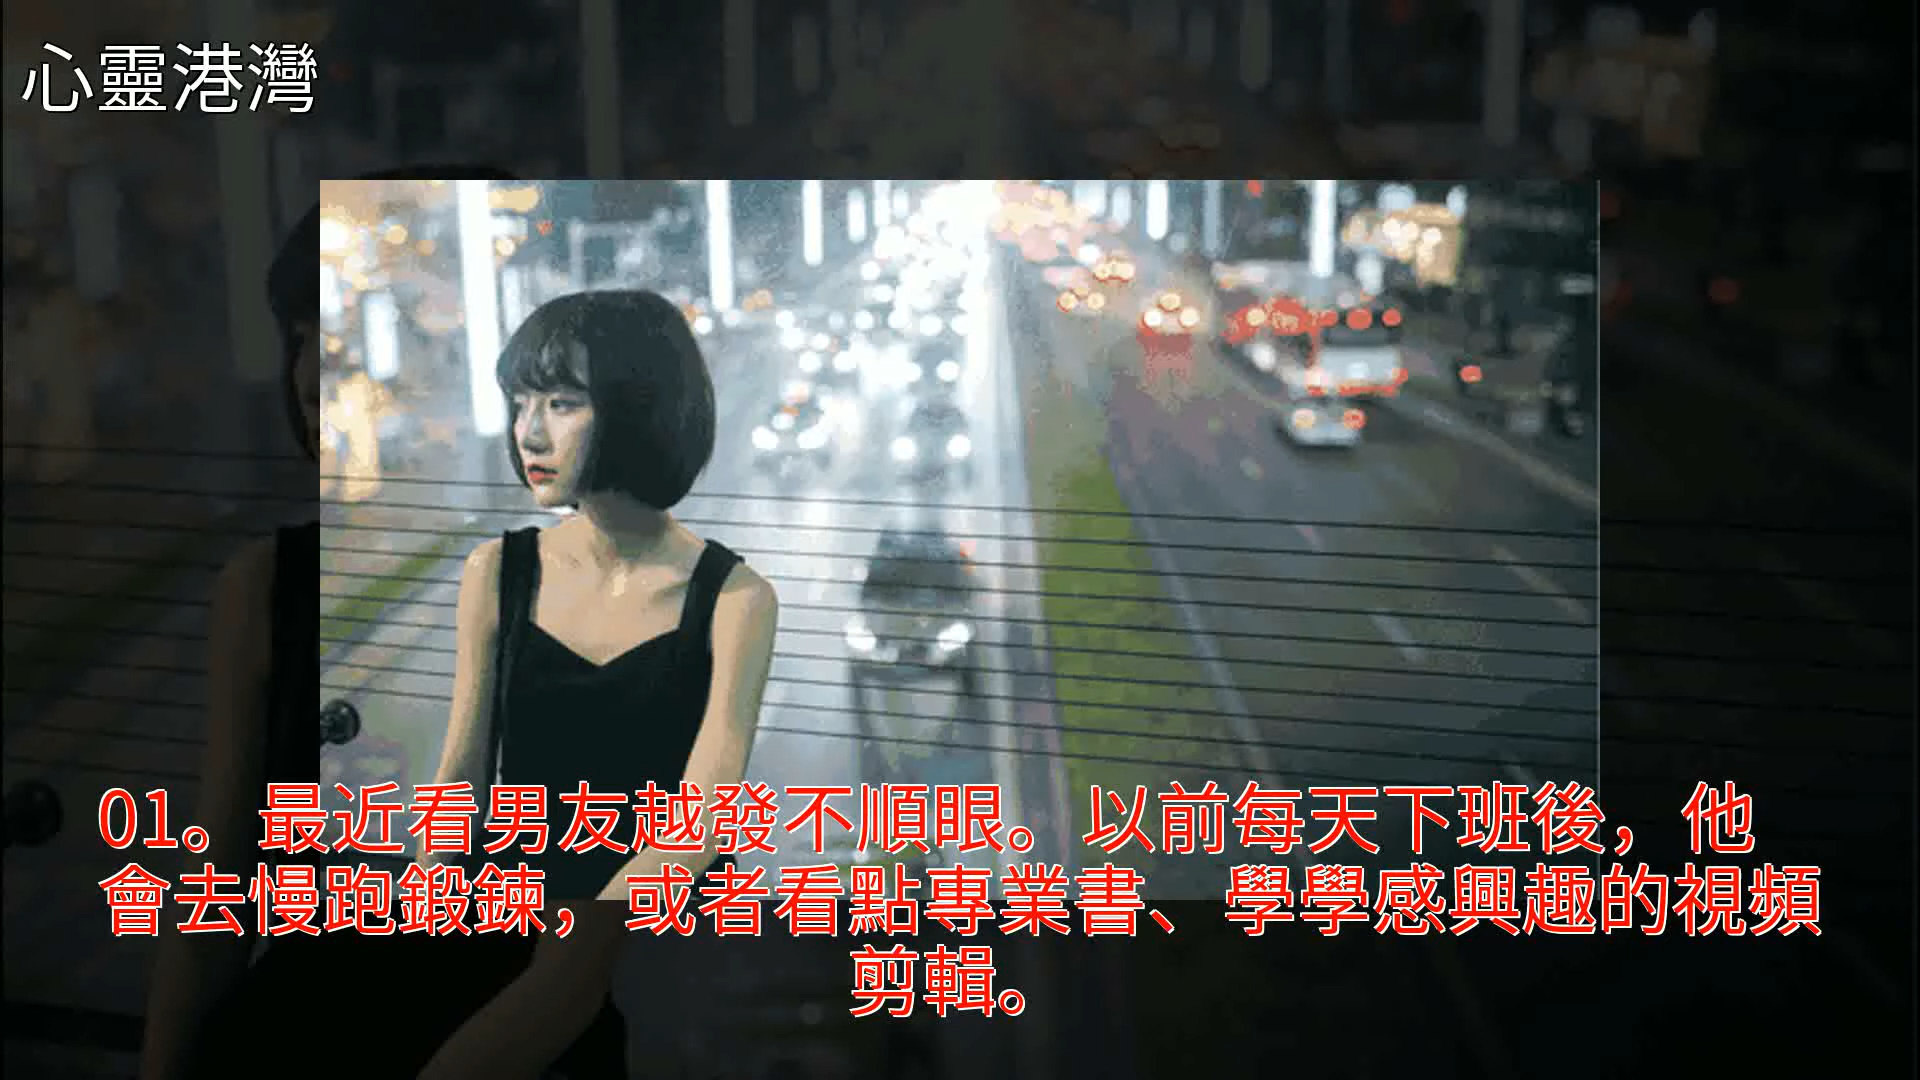 心靈港灣
01。最近看男友越發不順眼。以前每天下班後，他
會去慢跑鍛鍊，或者看點專業書、學學感興趣的視頻
剪輯。